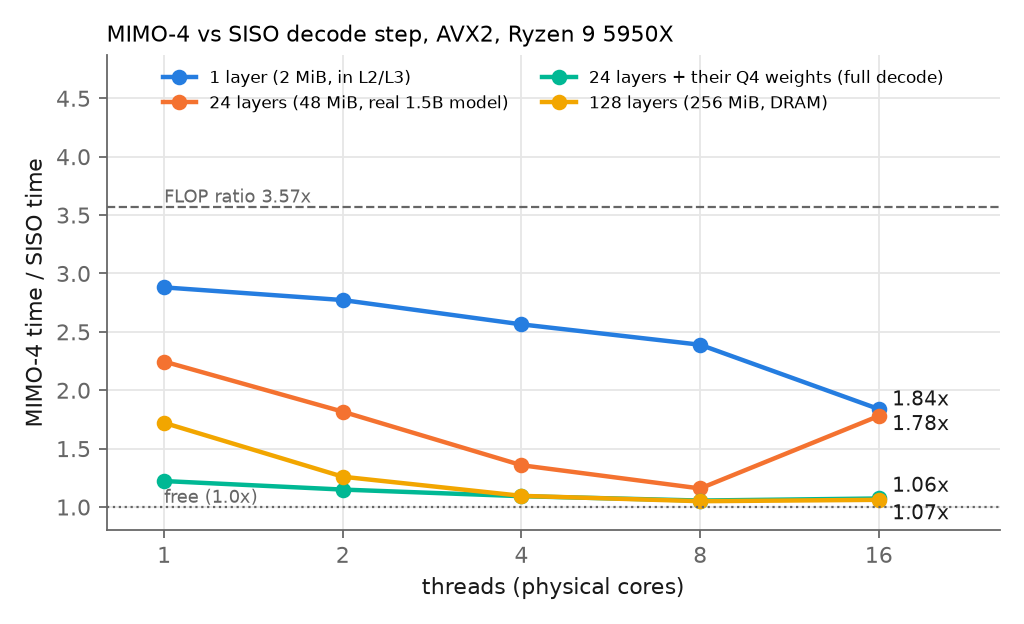 MIMO-4 vs SISO decode step, AVX2, Ryzen 9 5950X
1 layer (2 MiB, in L2/L3)
24 layers (48 MiB, real 1.5B model)
24 layers + their Q4 weights (full decode)
128 layers (256 MiB, DRAM)
MIMO-4 time / SISO time
4.5
4.0
3.5
3.0
2.5
2.0
1.5
1.0
FLOP ratio 3.57x
free (1.0x)
1.84x
1.78x
1.06x
1.07x
1
2
4
8
16
threads (physical cores)